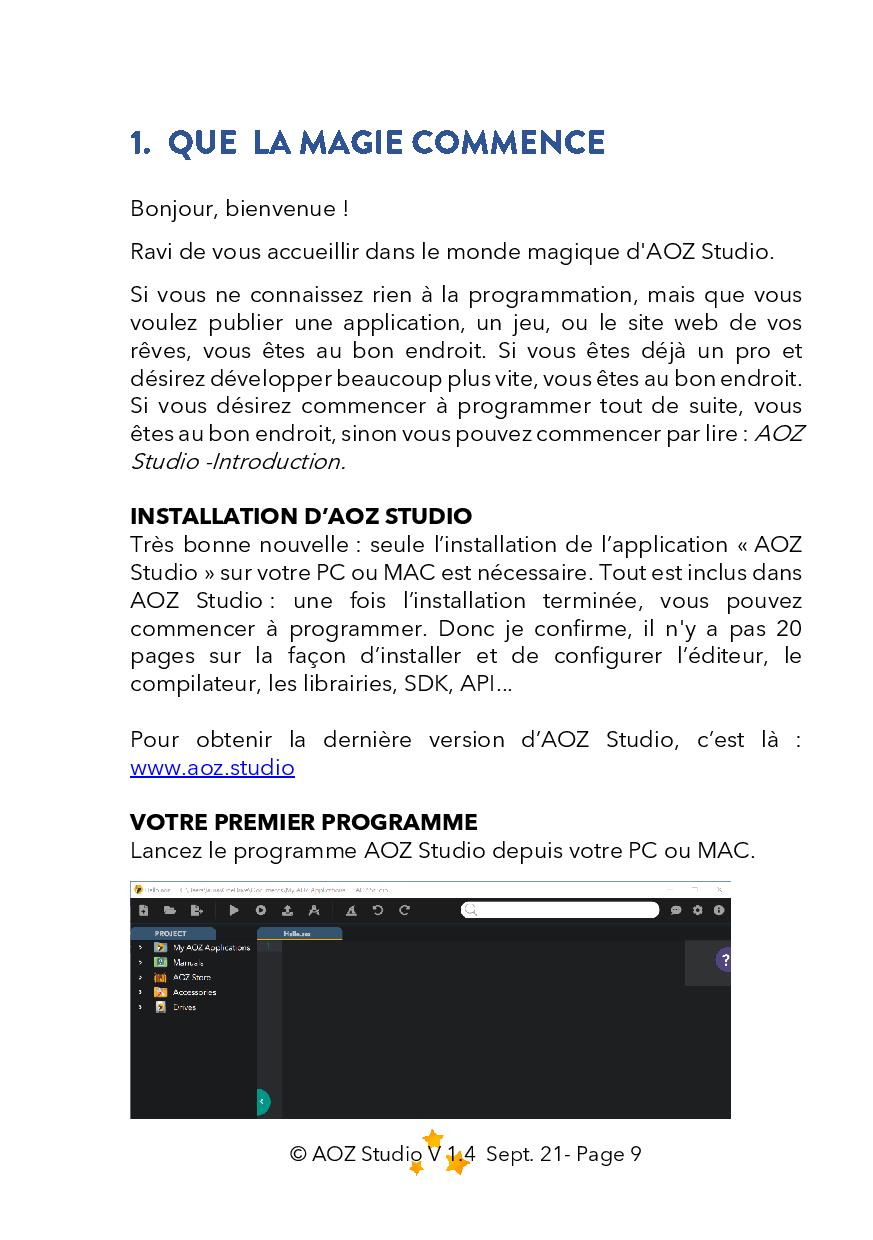 1. QUE LA MAGIE COMMENCE
Bonjour, bienvenue !
Ravi de vous accueillir dans le monde magique d'AOZ Studio.
Si vous ne connaissez rien à la programmation, mais que vous
voulez publier une application, un jeu, ou le site web de vos
rêves, vous êtes au bon endroit. Si vous êtes déjà un pro et
désirez développer beaucoup plus vite, vous êtes au bon endroit.
Si vous désirez commencer à programmer tout de suite, vous
êtes au bon endroit, sinon vous pouvez commencer par lire : AOZ
Studio -Introduction.
INSTALLATION D’AOZ STUDIO
Très bonne nouvelle : seule l’installation de l’application « AOZ
Studio » sur votre PC ou MAC est nécessaire. Tout est inclus dans
AOZ Studio : une fois l’installation terminée, vous pouvez
commencer à programmer. Donc je confirme, il n'y a pas 20
pages sur la façon d’installer et de configurer l’éditeur, le
compilateur, les librairies, SDK, API...
Pour obtenir la dernière version d’AOZ Studio, c’est là :
www.aoz.studio
VOTRE PREMIER PROGRAMME
Lancez le programme AOZ Studio depuis votre PC ou MAC.
PROJECT
Hello.aoz
1
My AOZ Applications
Manuals
AOZ Store
Accessories
Drives
?
© AOZ Studio V 1.4 Sept. 21- Page 9